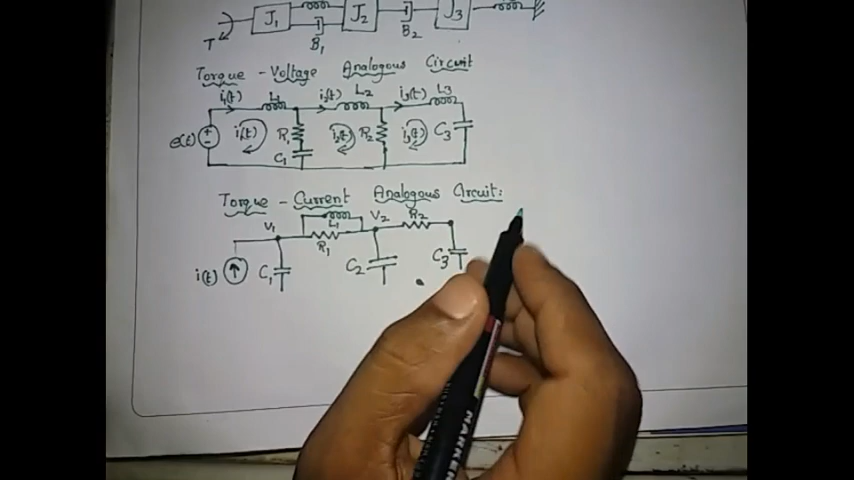 T J₁ J₂ J₃
B₁ B₂
Torque - Voltage Analogous Circuit
i₁(t) L₁ i₂(t) L₂ i₃(t) L₃
e(t) + - i₁(t) R₁ i₂(t) R₂ i₃(t) C₃
C₁
Torque - Current Analogous Circuit:
V₁ L₁ V₂ R₂
R₁
i(t) C₁ C₂ C₃
MARKER